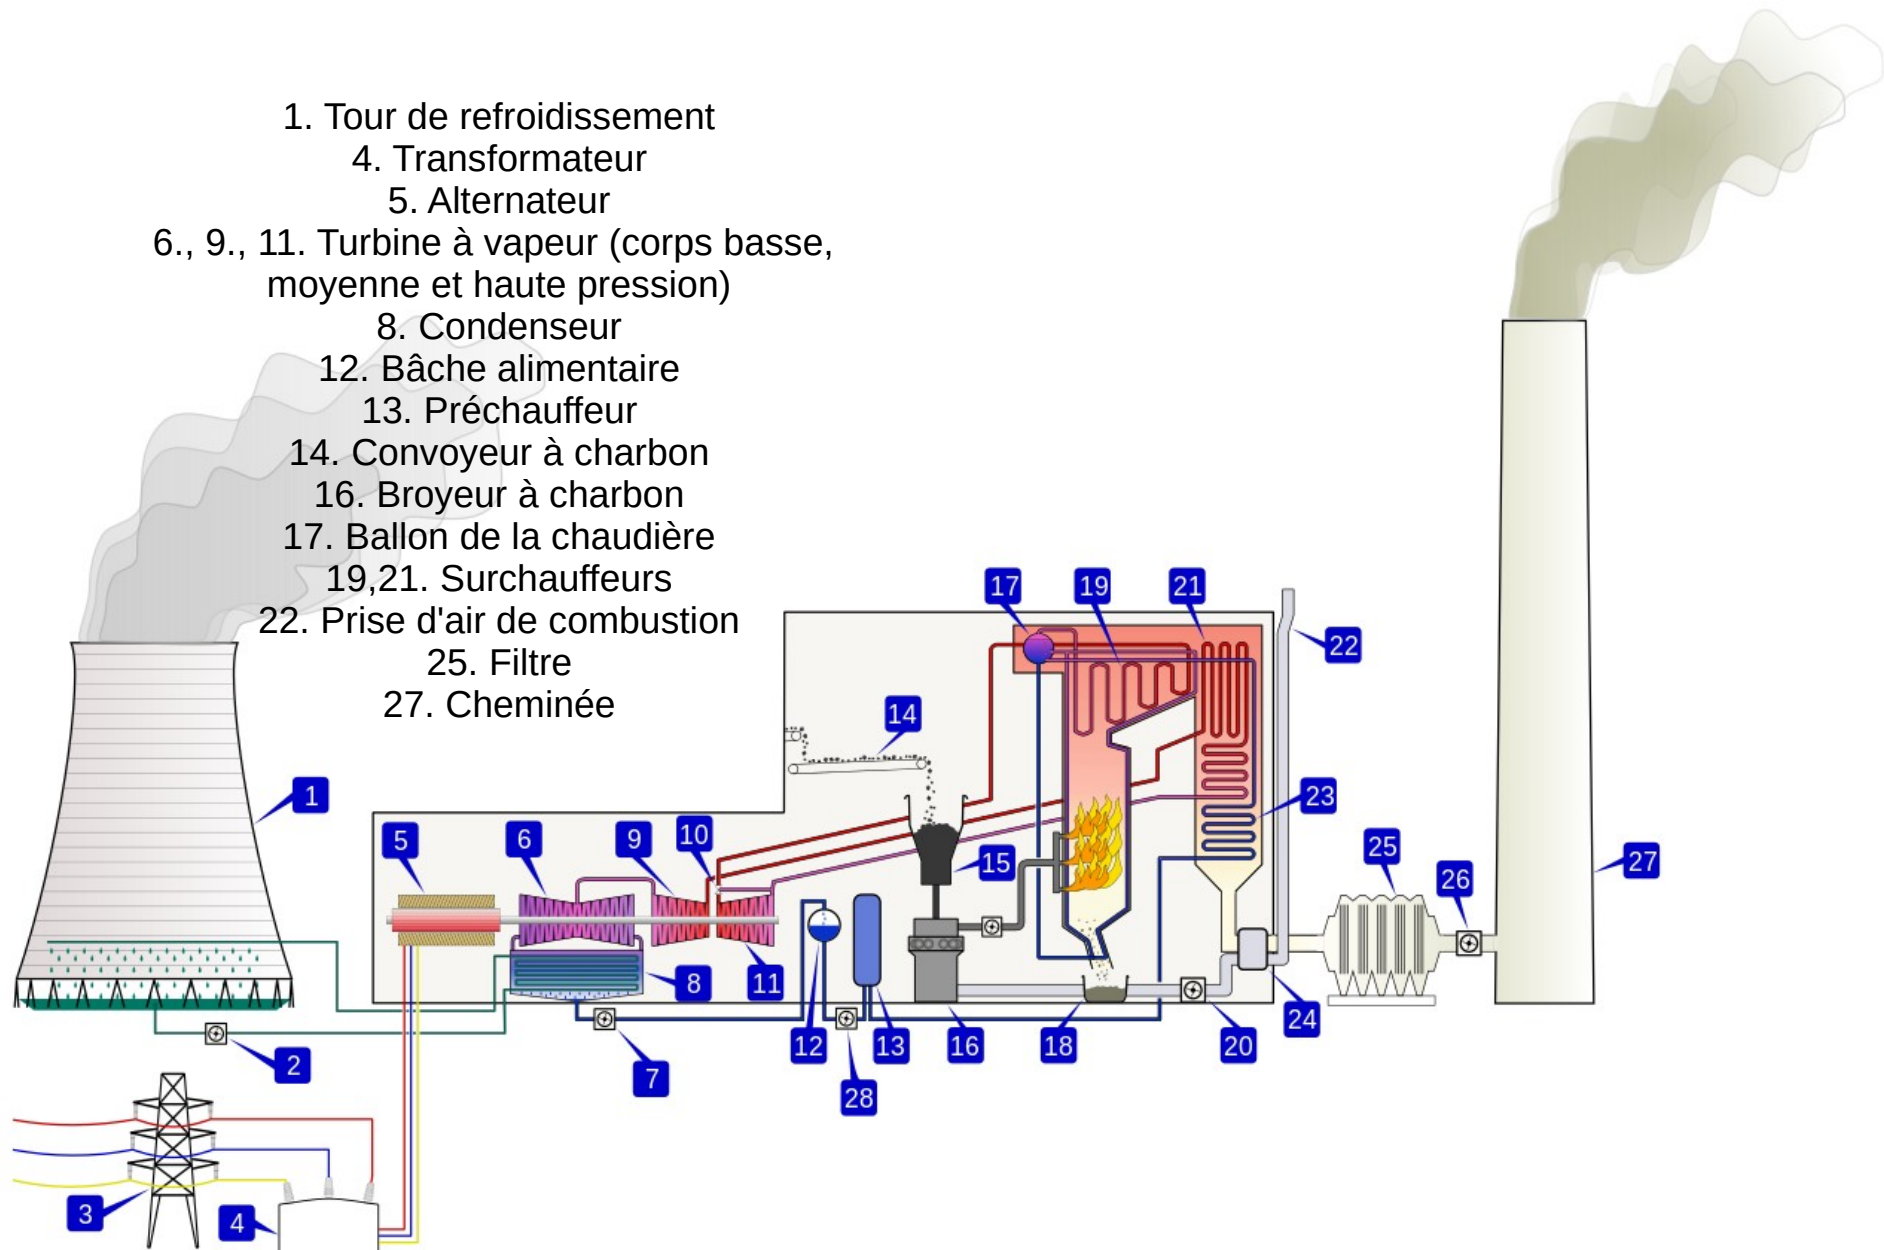 1. Tour de refroidissement
4. Transformateur
5. Alternateur
6., 9., 11. Turbine à vapeur (corps basse,
moyenne et haute pression)
8. Condenseur
12. Bâche alimentaire
13. Préchauffeur
14. Convoyeur à charbon
16. Broyeur à charbon
17. Ballon de la chaudière
19,21. Surchauffeurs
22. Prise d'air de combustion
25. Filtre
27. Cheminée
17
19
21
22
14
1
23
5
6
9
10
15
25
26
27
8
11
12
13
16
18
20
24
2
7
28
3
4